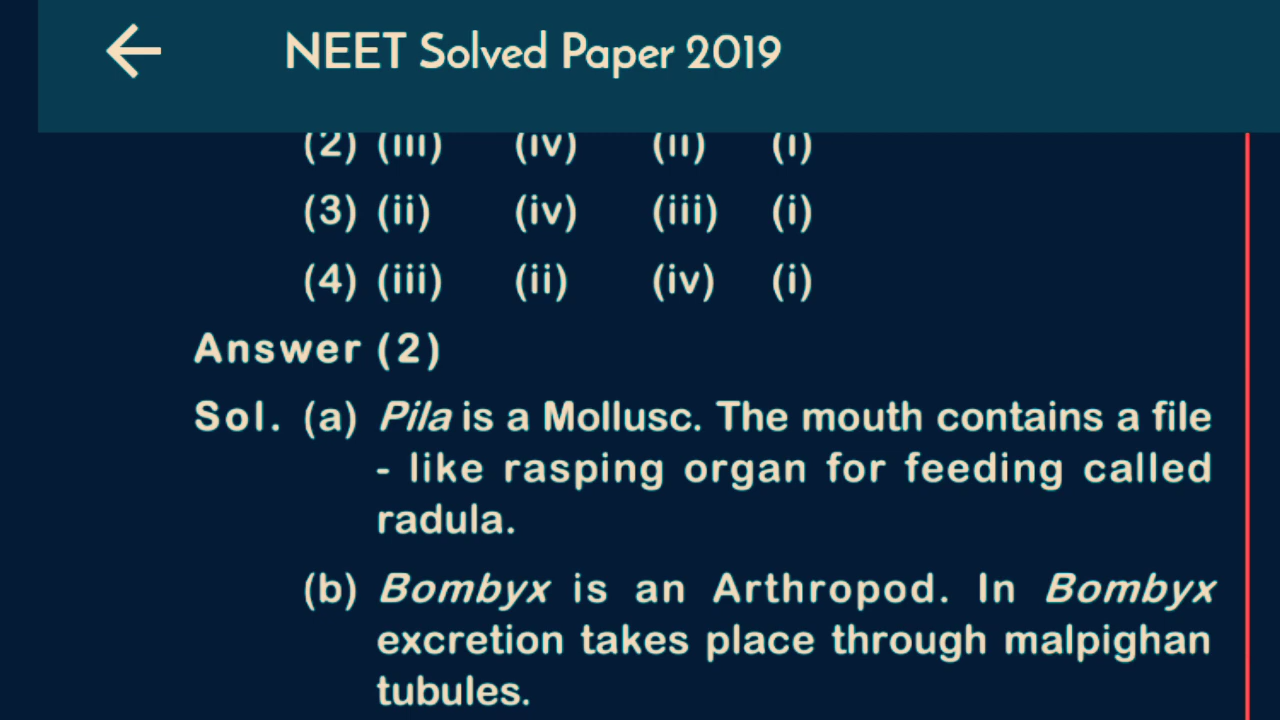 NEET Solved Paper 2019
(2) (iii) (iv) (ii) (i)
(3) (ii) (iv) (iii) (i)
(4) (iii) (ii) (iv) (i)
Answer (2)
Sol. (a) Pila is a Mollusc. The mouth contains a file
- like rasping organ for feeding called
radula.
(b) Bombyx is an Arthropod. In Bombyx
excretion takes place through malpighan
tubules.